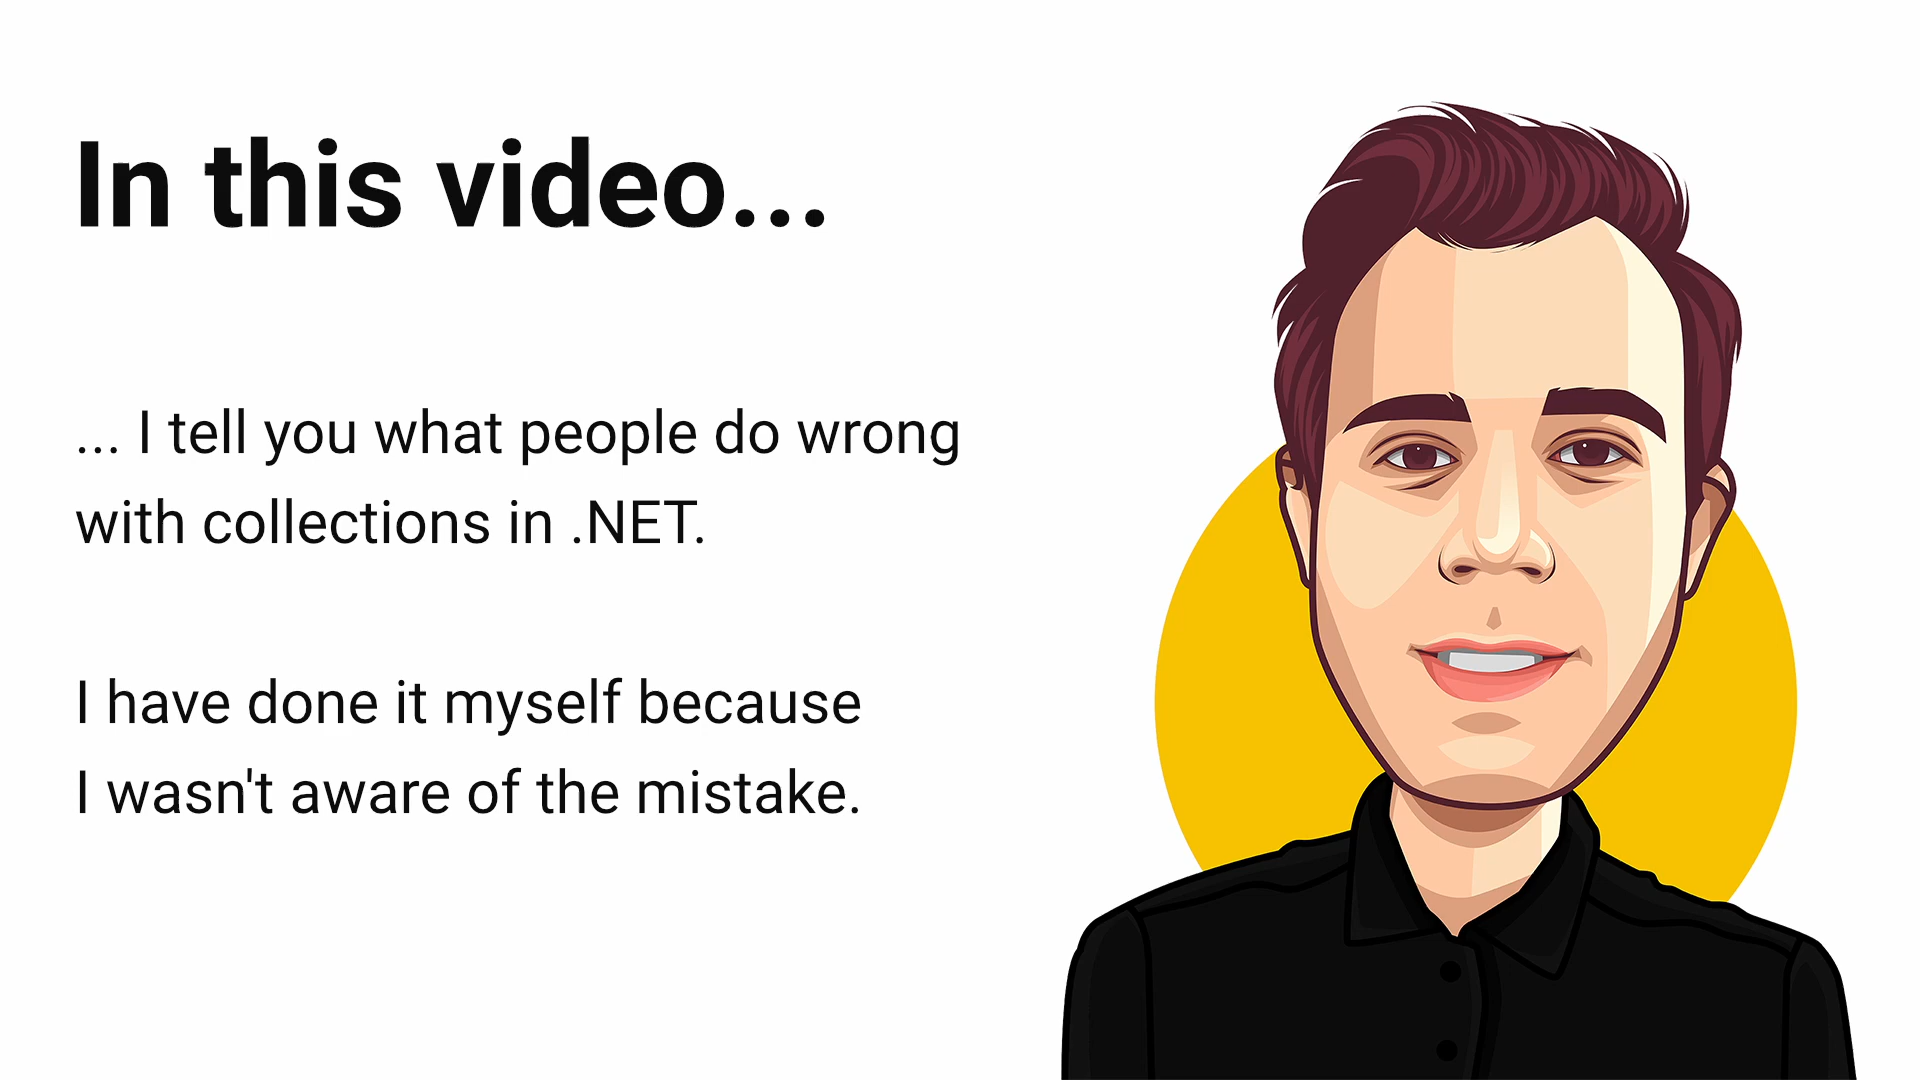 In this video...
... I tell you what people do wrong
with collections in .NET.
I have done it myself because
I wasn't aware of the mistake.